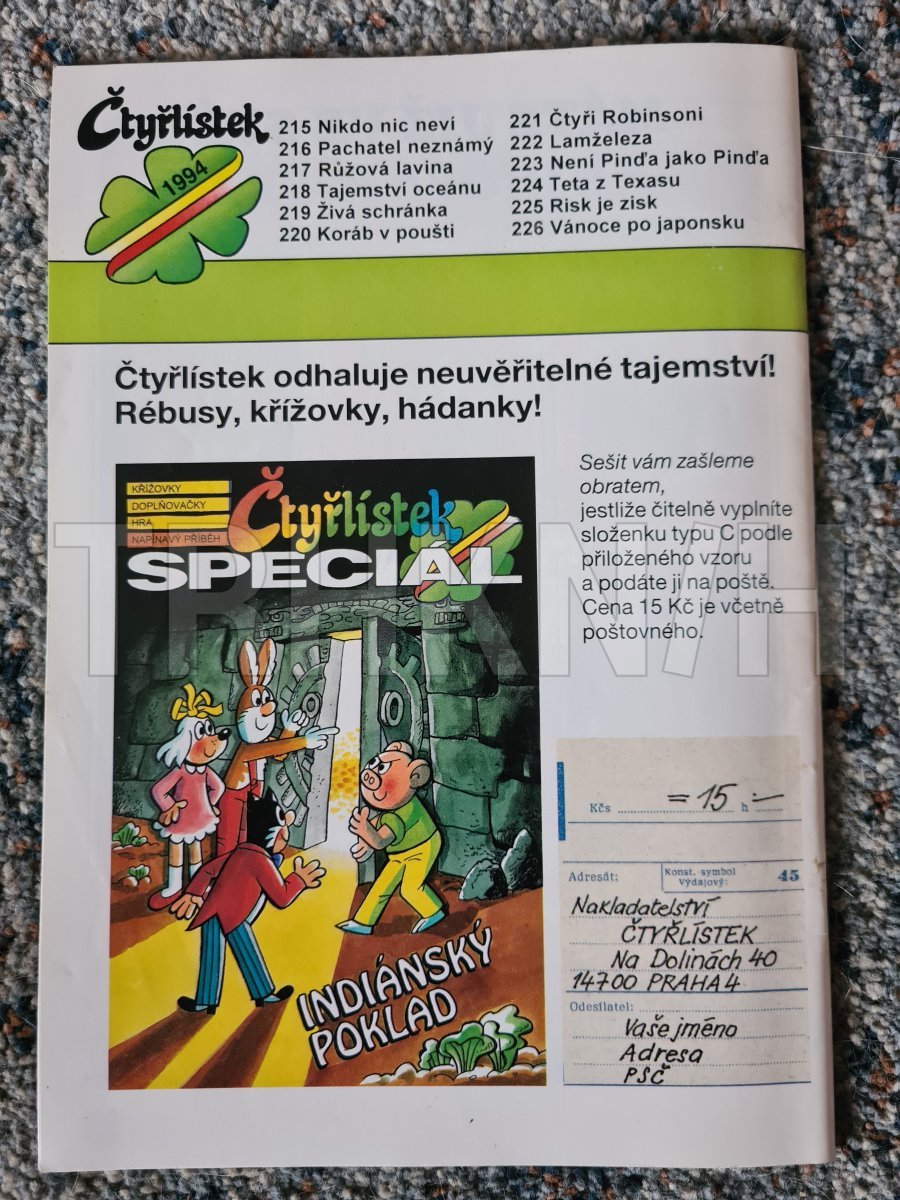 Čtyřlístek
1994
215 Nikdo nic neví
216 Pachatel neznámý
217 Růžová lavina
218 Tajemství oceánu
219 Živá schránka
220 Koráb v poušti
221 Čtyři Robinsoni
222 Lamželeza
223 Není Pinďa jako Pinďa
224 Teta z Texasu
225 Risk je zisk
226 Vánoce po japonsku
Čtyřlístek odhaluje neuvěřitelné tajemství!
Rébusy, křížovky, hádanky!
KŘÍŽOVKY
DOPLŇOVAČKY
HRA
NAPÍNAVÝ PŘÍBĚH
Čtyřlístek
SPECIÁL
INDIÁNSKÝ
POKLAD
Sešit vám zašleme
obratem,
jestliže čitelně vyplníte
složenku typu C podle
přiloženého vzoru
a podáte ji na poště.
Cena 15 Kč je včetně
poštovného.
Kčs = 15 h :—
Adresát:
Konst. symbol
Výdajový:
45
Nakladatelství
ČTYŘLÍSTEK
Na Dolinách 40
14700 PRAHA 4
Odesílatel:
Vaše jméno
Adresa
PSČ